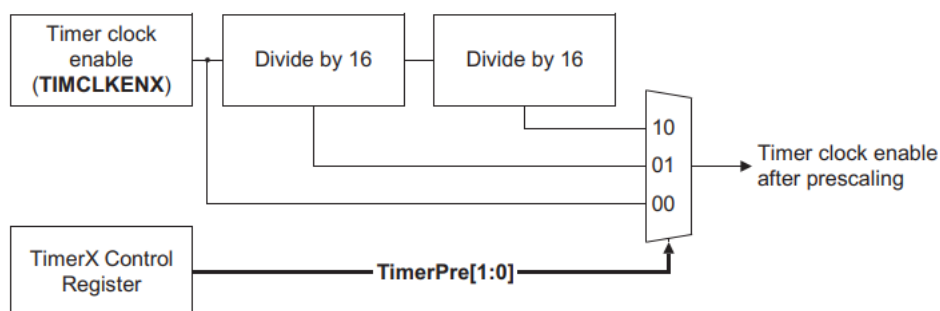 Timer clock
enable
(TIMCLKENX)
Divide by 16
Divide by 16
10
01
00
Timer clock enable
after prescaling
TimerX Control
Register
TimerPre[1:0]